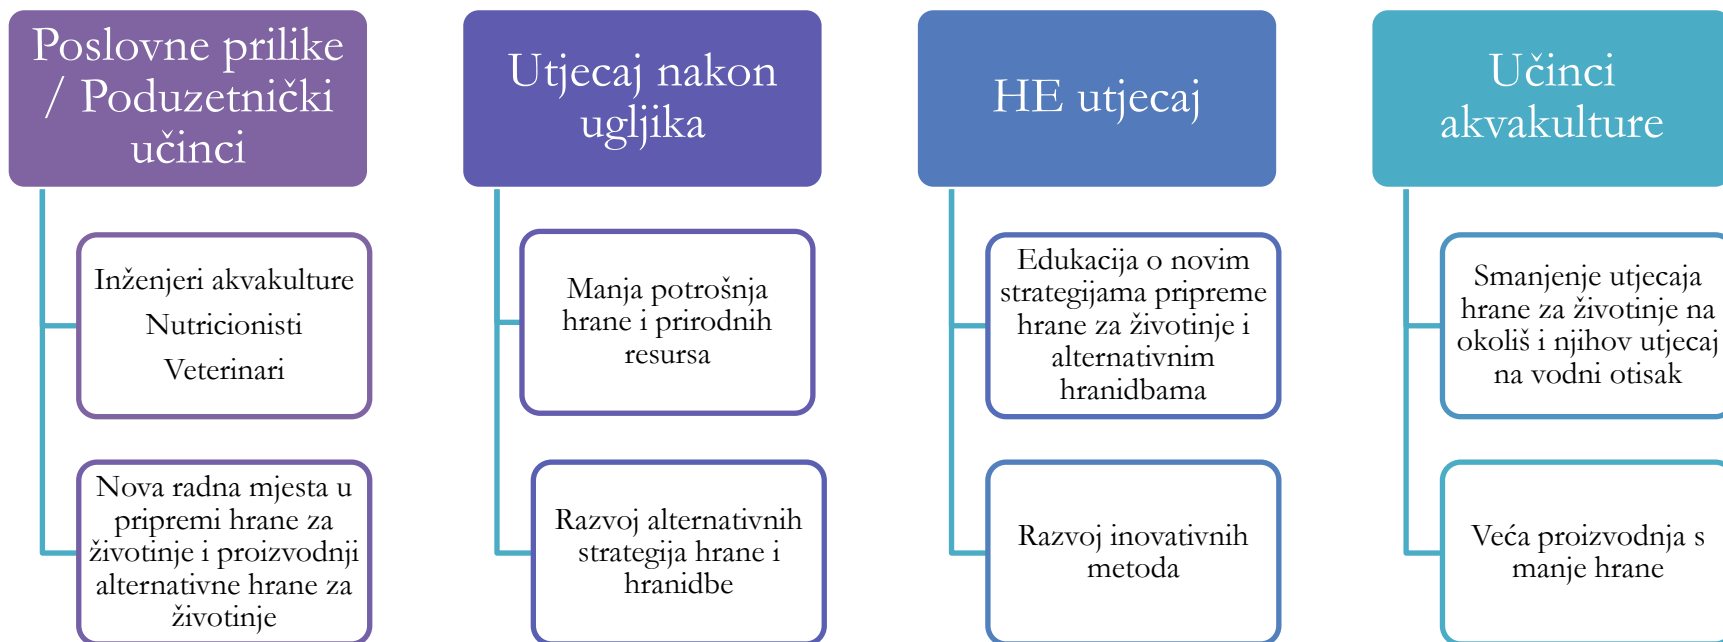 Poslovne prilike
/ Poduzetnički
učinci
Inženjeri akvakulture
Nutricionisti
Veterinari
Nova radna mjesta u
pripremi hrane za
životinje i proizvodnji
alternativne hrane za
životinje
Utjecaj nakon
ugljika
Manja potrošnja
hrane i prirodnih
resursa
Razvoj alternativnih
strategija hrane i
hranidbe
HE utjecaj
Edukacija o novim
strategijama pripreme
hrane za životinje i
alternativnim
hranidbama
Razvoj inovativnih
metoda
Učinci
akvakulture
Smanjenje utjecaja
hrane za životinje na
okoliš i njihov utjecaj
na vodni otisak
Veća proizvodnja s
manje hrane